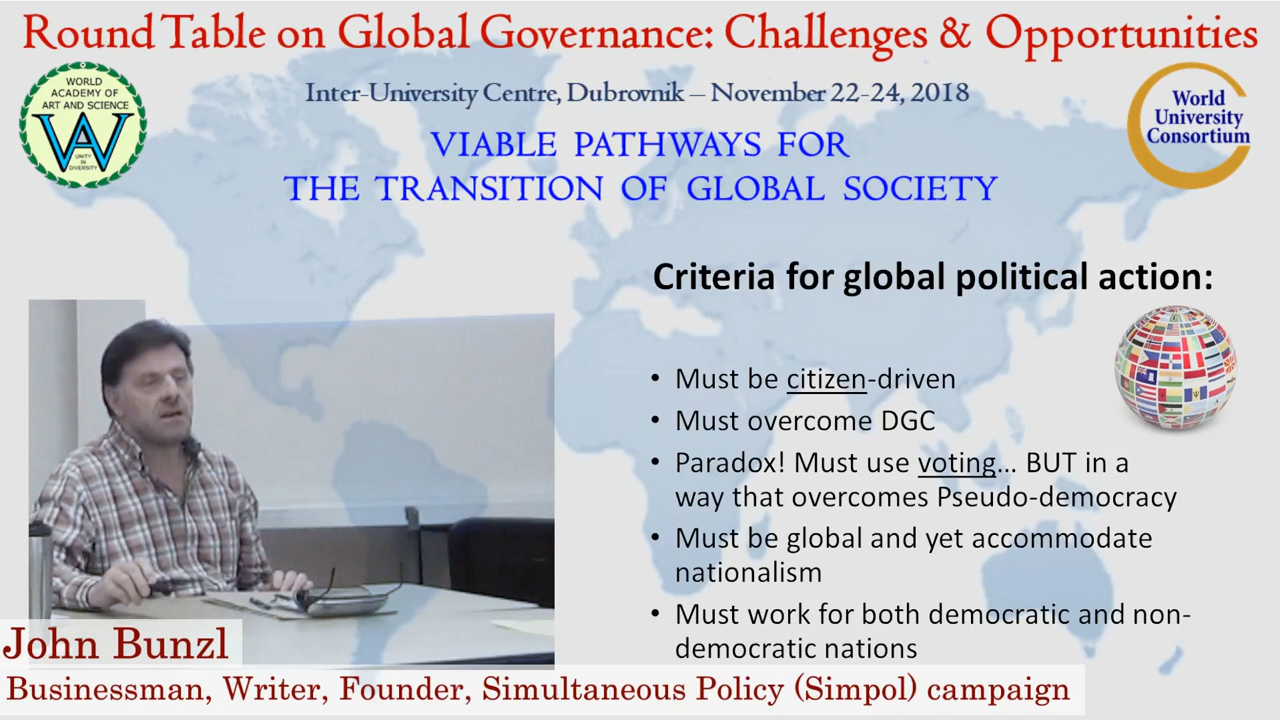 Round Table on Global Governance: Challenges & Opportunities
WORLD
ACADEMY OF
ART AND SCIENCE
WA
UNITY
IN
DIVERSITY
Inter-University Centre, Dubrovnik – November 22-24, 2018
VIABLE PATHWAYS FOR
THE TRANSITION OF GLOBAL SOCIETY
World
University
Consortium
Criteria for global political action:
• Must be citizen-driven
• Must overcome DGC
• Paradox! Must use voting... BUT in a
way that overcomes Pseudo-democracy
• Must be global and yet accommodate
nationalism
• Must work for both democratic and non-
democratic nations
John Bunzl
Businessman, Writer, Founder, Simultaneous Policy (Simpol) campaign